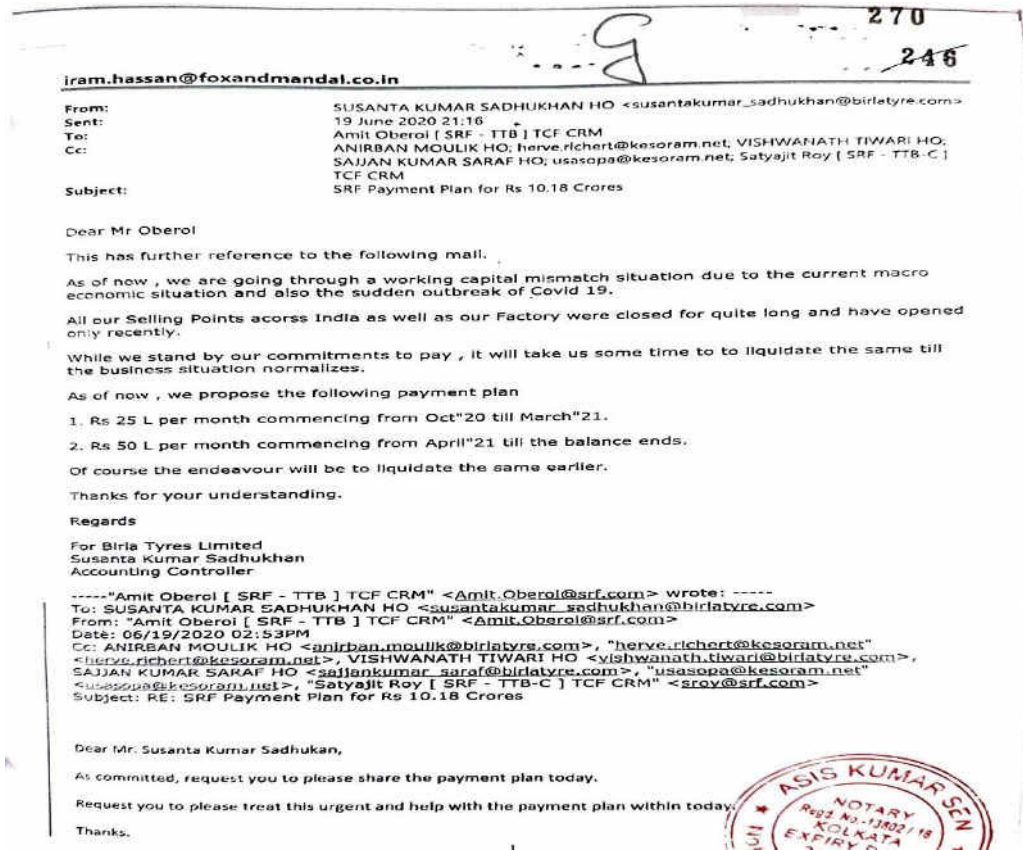 270
246
G
iram.hassan@foxandmandal.co.in
From: SUSANTA KUMAR SADHUKHAN HO <susantakumar_sadhukhan@birlatyre.com>
Sent: 19 June 2020 21:16
To: Amit Oberoi [ SRF - TTB ] TCF CRM
Cc: ANIRBAN MOULIK HO; herve.richert@kesoram.net; VISHWANATH TIWARI HO;
SAJJAN KUMAR SARAF HO; usasopa@kesoram.net; Satyajit Roy [ SRF - TTB-C ]
TCF CRM
Subject: SRF Payment Plan for Rs 10.18 Crores
Dear Mr Oberoi
This has further reference to the following mail.
As of now , we are going through a working capital mismatch situation due to the current macro
economic situation and also the sudden outbreak of Covid 19.
All our Selling Points acorss India as well as our Factory were closed for quite long and have opened
only recently.
While we stand by our commitments to pay , it will take us some time to to liquidate the same till
the business situation normalizes.
As of now , we propose the following payment plan
1. Rs 25 L per month commencing from Oct"20 till March"21.
2. Rs 50 L per month commencing from April"21 till the balance ends.
Of course the endeavour will be to liquidate the same earlier.
Thanks for your understanding.
Regards
For Birla Tyres Limited
Susanta Kumar Sadhukhan
Accounting Controller
-----"Amit Oberoi [ SRF - TTB ] TCF CRM" <Amit.Oberoi@srf.com> wrote: -----
To: SUSANTA KUMAR SADHUKHAN HO <susantakumar_sadhukhan@birlatyre.com>
From: "Amit Oberoi [ SRF - TTB ] TCF CRM" <Amit.Oberoi@srf.com>
Date: 06/19/2020 02:53PM
Cc: ANIRBAN MOULIK HO <anirban.moulik@birlatyre.com>, "herve.richert@kesoram.net"
<herve.richert@kesoram.net>, VISHWANATH TIWARI HO <vishwanath.tiwari@birlatyre.com>,
SAJJAN KUMAR SARAF HO <sajjankumar_saraf@birlatyre.com>, "usasopa@kesoram.net"
<usasopa@kesoram.net>, "Satyajit Roy [ SRF - TTB-C ] TCF CRM" <sroy@srf.com>
Subject: RE: SRF Payment Plan for Rs 10.18 Crores
Dear Mr. Susanta Kumar Sadhukan,
As committed, request you to please share the payment plan today.
Request you to please treat this urgent and help with the payment plan within today.
Thanks.
ASIS KUMAR SEN
NOTARY
Regd. No.-13802 / 18
KOLKATA
EXPIRY
1